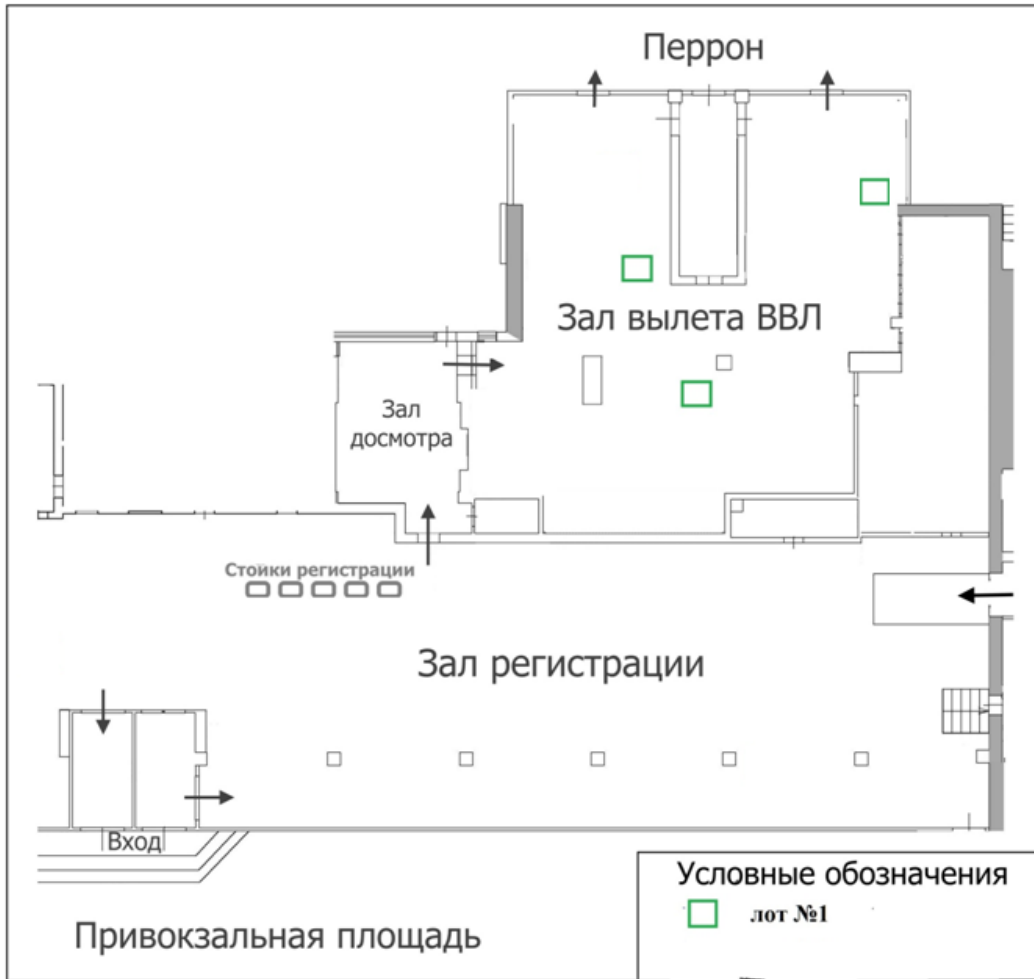 Перрон
Зал вылета ВВЛ
Зал
досмотра
Стойки регистрации
Зал регистрации
Вход
Условные обозначения
лот №1
Привокзальная площадь